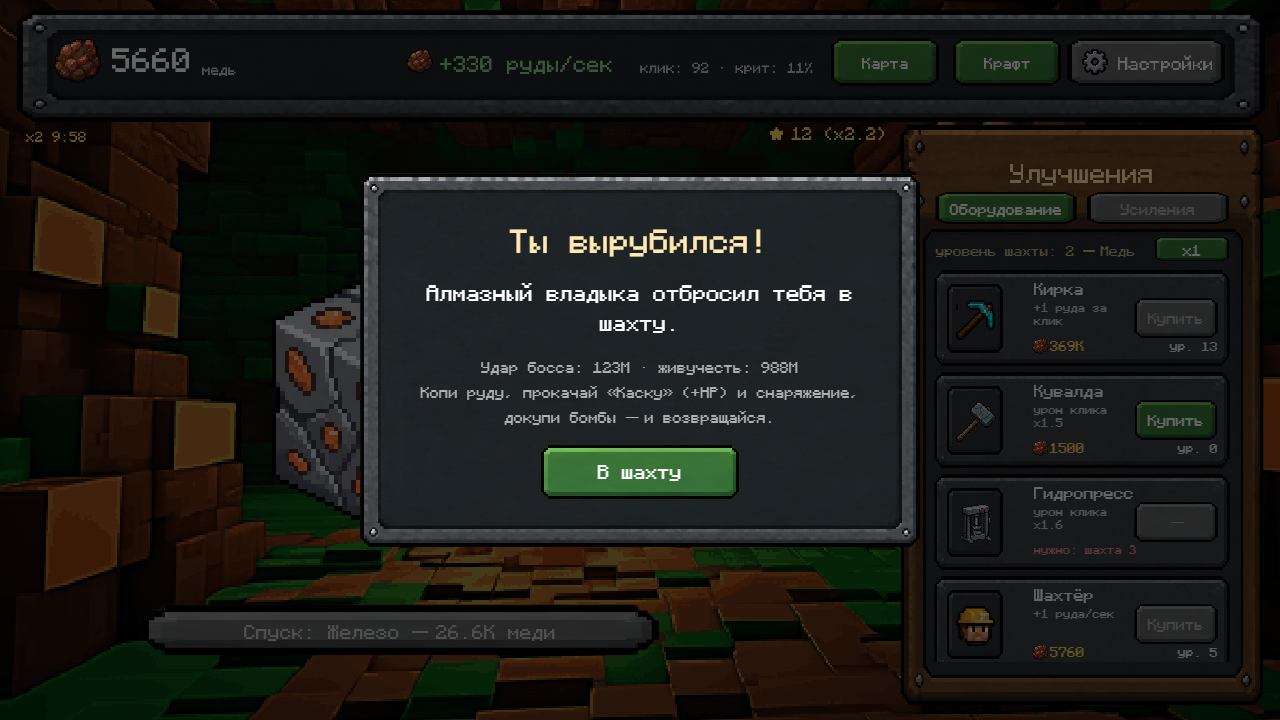 5660 медь
+330 руды/сек
клик: 92 · крит: 11%
Карта
Крафт
Настройки
x2 9:58
12 (x2.2)
Ты вырубился!
Алмазный владыка отбросил тебя в
шахту.
Удар босса: 123M · живучесть: 988M
Копи руду, прокачай «Каску» (+HP) и снаряжение,
докупи бомбы — и возвращайся.
В шахту
Спуск: Железо — 26.6K меди
Улучшения
Оборудование
Усиления
уровень шахты: 2 — Медь
x1
Кирка
+1 руда за
клик
Купить
369K
ур. 13
Кувалда
урон клика
x1.5
Купить
1500
ур. 0
Гидропресс
урон клика
x1.6
—
нужно: шахта 3
Шахтёр
+1 руда/сек
Купить
5760
ур. 5